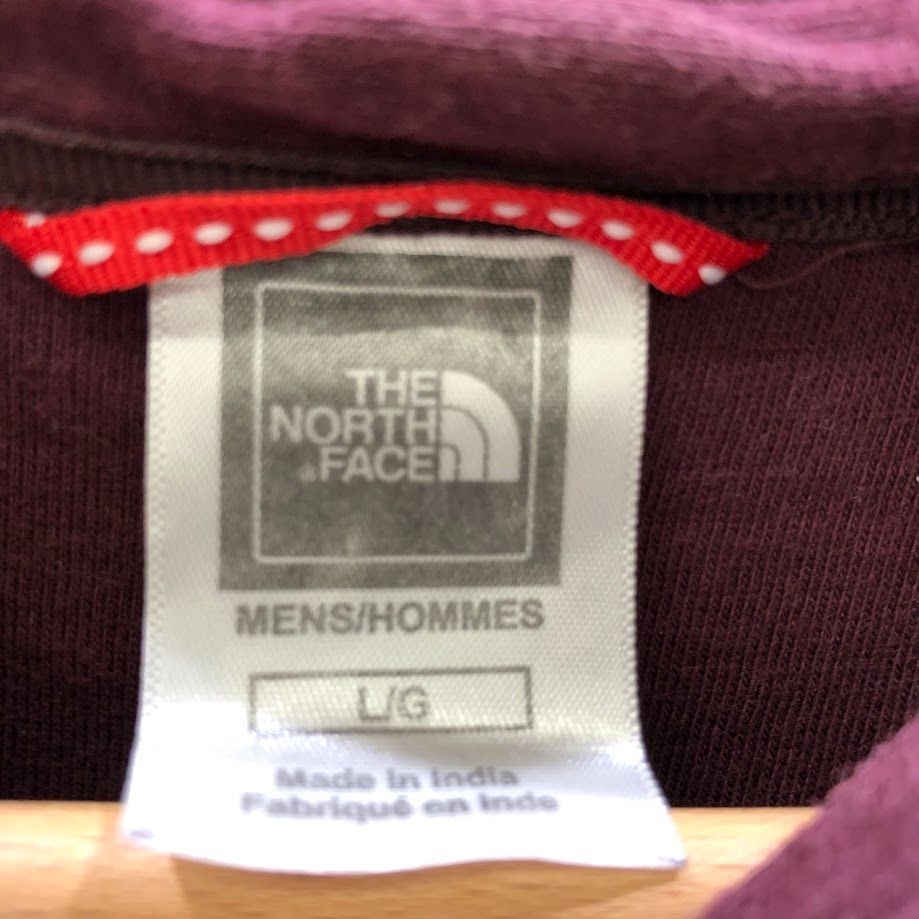 THE
NORTH
FACE
MENS/HOMMES
L/G
Made in India
Fabriqué en Inde